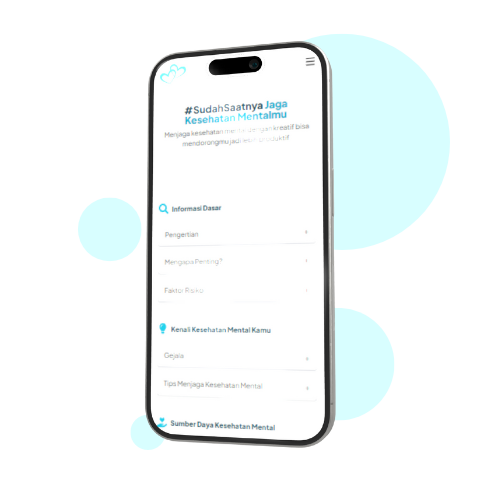 #SudahSaatnya Jaga
Kesehatan Mentalmu
Menjaga kesehatan mental dengan kreatif bisa
mendorongmu jadi lebih produktif
Informasi Dasar
Pengertian
Mengapa Penting?
Faktor Risiko
Kenali Kesehatan Mental Kamu
Gejala
Tips Menjaga Kesehatan Mental
Sumber Daya Kesehatan Mental